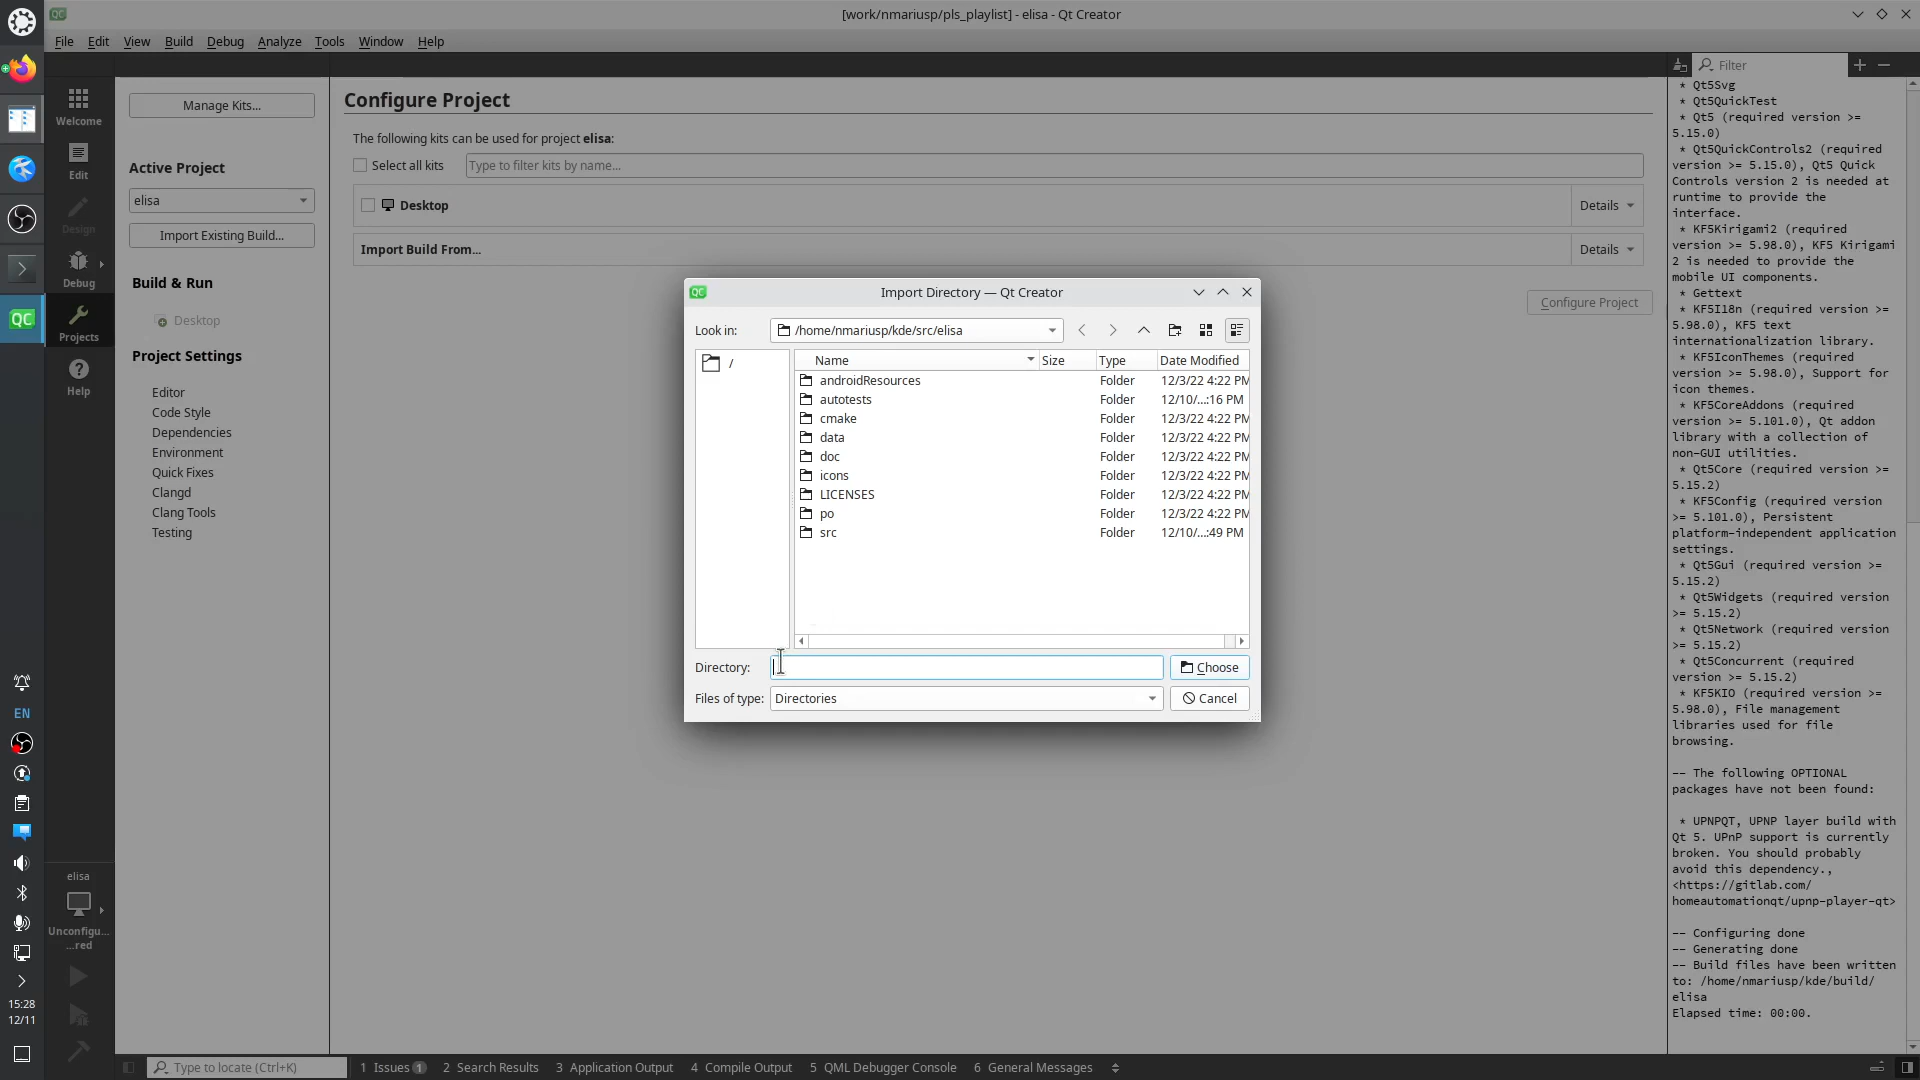 [work/nmariusp/pls_playlist] - elisa - Qt Creator
File Edit View Build Debug Analyze Tools Window Help
Welcome
Edit
Design
Debug
Projects
Help
elisa
Unconfigu...
...red
EN
15:28
12/11
Manage Kits...
Active Project
elisa
Import Existing Build...
Build & Run
Desktop
Project Settings
Editor
Code Style
Dependencies
Environment
Quick Fixes
Clangd
Clang Tools
Testing
Configure Project
The following kits can be used for project elisa:
Select all kits
Type to filter kits by name...
Desktop
Details
Import Build From...
Details
Configure Project
Import Directory — Qt Creator
Look in:
/home/nmariusp/kde/src/elisa
/
Name Size Type Date Modified
androidResources Folder 12/3/22 4:22 PM
autotests Folder 12/10/...:16 PM
cmake Folder 12/3/22 4:22 PM
data Folder 12/3/22 4:22 PM
doc Folder 12/3/22 4:22 PM
icons Folder 12/3/22 4:22 PM
LICENSES Folder 12/3/22 4:22 PM
po Folder 12/3/22 4:22 PM
src Folder 12/10/...:49 PM
Directory:
Choose
Files of type:
Directories
Cancel
Filter
* Qt5Svg
* Qt5QuickTest
* Qt5 (required version >=
5.15.0)
* Qt5QuickControls2 (required
version >= 5.15.0), Qt5 Quick
Controls version 2 is needed at
runtime to provide the
interface.
* KF5Kirigami2 (required
version >= 5.98.0), KF5 Kirigami
2 is needed to provide the
mobile UI components.
* Gettext
* KF5I18n (required version >=
5.98.0), KF5 text
internationalization library.
* KF5IconThemes (required
version >= 5.98.0), Support for
icon themes.
* KF5CoreAddons (required
version >= 5.101.0), Qt addon
library with a collection of
non-GUI utilities.
* Qt5Core (required version >=
5.15.2)
* KF5Config (required version
>= 5.101.0), Persistent
platform-independent application
settings.
* Qt5Gui (required version >=
5.15.2)
* Qt5Widgets (required version
>= 5.15.2)
* Qt5Network (required version
>= 5.15.2)
* Qt5Concurrent (required
version >= 5.15.2)
* KF5KIO (required version >=
5.98.0), File management
libraries used for file
browsing.
-- The following OPTIONAL
packages have not been found:
* UPNPQT, UPNP layer build with
Qt 5. UPnP support is currently
broken. You should probably
avoid this dependency.,
<https://gitlab.com/
homeautomationqt/upnp-player-qt>
-- Configuring done
-- Generating done
-- Build files have been written
to: /home/nmariusp/kde/build/
elisa
Elapsed time: 00:00.
Type to locate (Ctrl+K)
1 Issues 1 2 Search Results 3 Application Output 4 Compile Output 5 QML Debugger Console 6 General Messages